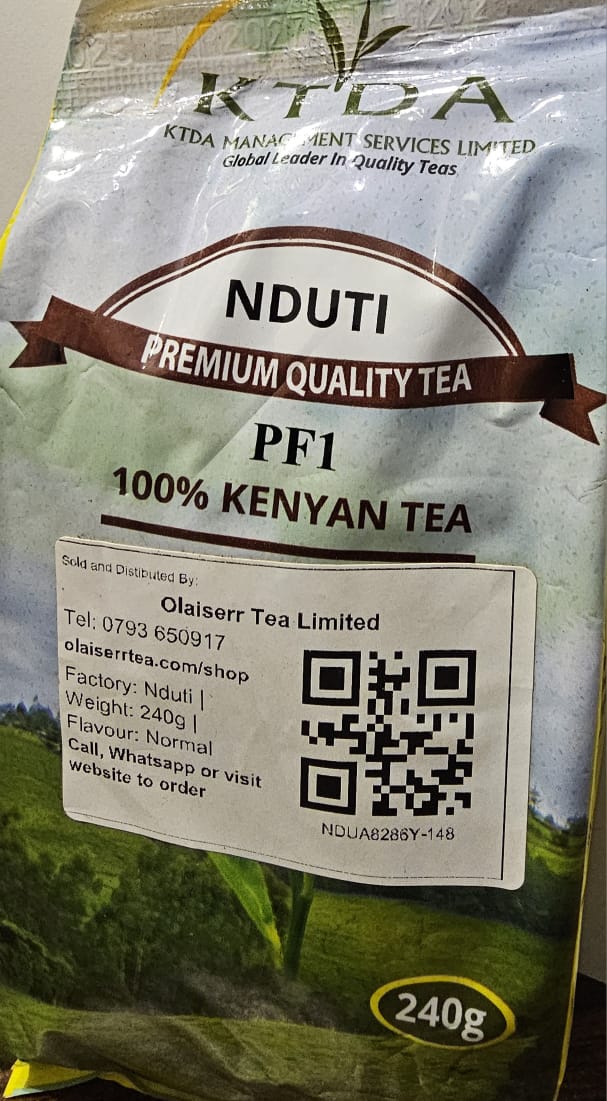 KTDA
KTDA MANAGEMENT SERVICES LIMITED
Global Leader In Quality Teas
NDUTI
PREMIUM QUALITY TEA
PF1
100% KENYAN TEA
Sold and Distibuted By:
Olaiserr Tea Limited
Tel: 0793 650917
olaiserrtea.com/shop
Factory: Nduti |
Weight: 240g |
Flavour: Normal
Call, Whatsapp or visit
website to order
NDUA8286Y-148
240g